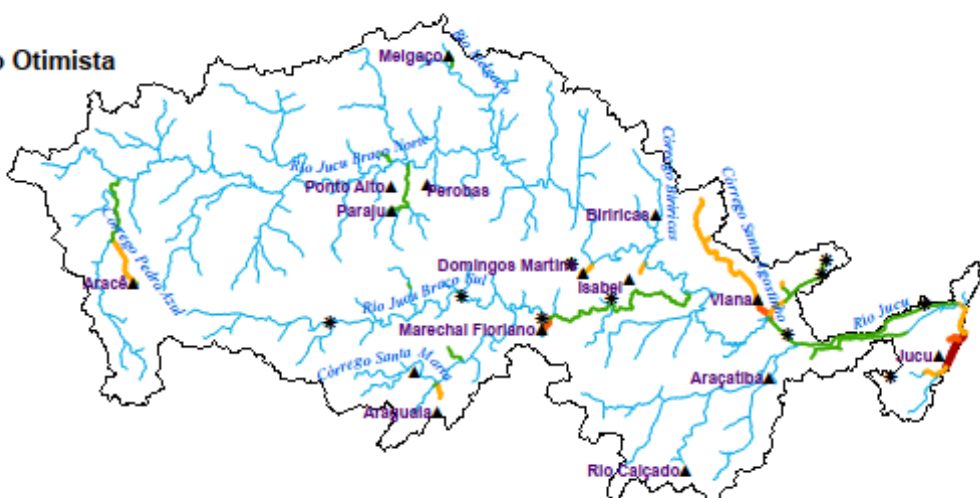 o Otimista
Melgaço
Rio Melgaço
Rio Jucu Braço Norte
Ponto Alto
Perobas
Paraju
Biriricas
Córrego Biriricas
Córrego Santo Agostinho
Córrego Pedra Azul
Aracê
Domingos Martins
Isabel
Viana
Rio Jucu Braço Sul
Marechal Floriano
Rio Jucu
Jucu
Córrego Santa Maria
Araguaia
Araçatiba
Rio Calçado